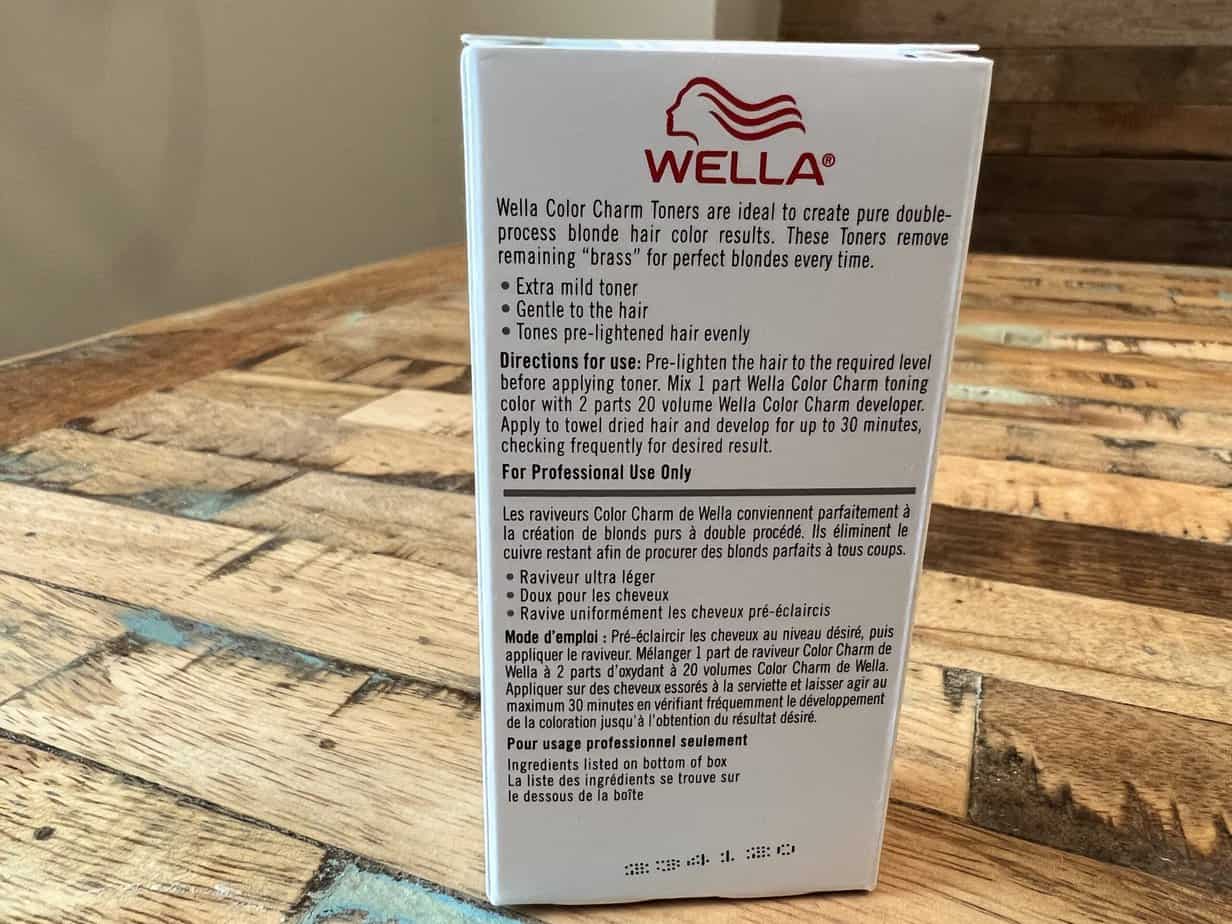 WELLA®
Wella Color Charm Toners are ideal to create pure double-
process blonde hair color results. These Toners remove
remaining “brass” for perfect blondes every time.
• Extra mild toner
• Gentle to the hair
• Tones pre-lightened hair evenly
Directions for use: Pre-lighten the hair to the required level
before applying toner. Mix 1 part Wella Color Charm toning
color with 2 parts 20 volume Wella Color Charm developer.
Apply to towel dried hair and develop for up to 30 minutes,
checking frequently for desired result.
For Professional Use Only
Les raviveurs Color Charm de Wella conviennent parfaitement à
la création de blonds purs à double procédé. Ils éliminent le
cuivre restant afin de procurer des blonds parfaits à tous coups.
• Raviveur ultra léger
• Doux pour les cheveux
• Ravive uniformément les cheveux pré-éclaircis
Mode d'emploi : Pré-éclaircir les cheveux au niveau désiré, puis
appliquer le raviveur. Mélanger 1 part de raviveur Color Charm de
Wella à 2 parts d'oxydant à 20 volumes Color Charm de Wella.
Appliquer sur des cheveux essorés à la serviette et laisser agir au
maximum 30 minutes en vérifiant fréquemment le développement
de la coloration jusqu'à l'obtention du résultat désiré.
Pour usage professionnel seulement
Ingredients listed on bottom of box
La liste des ingrédients se trouve sur
le dessous de la boîte